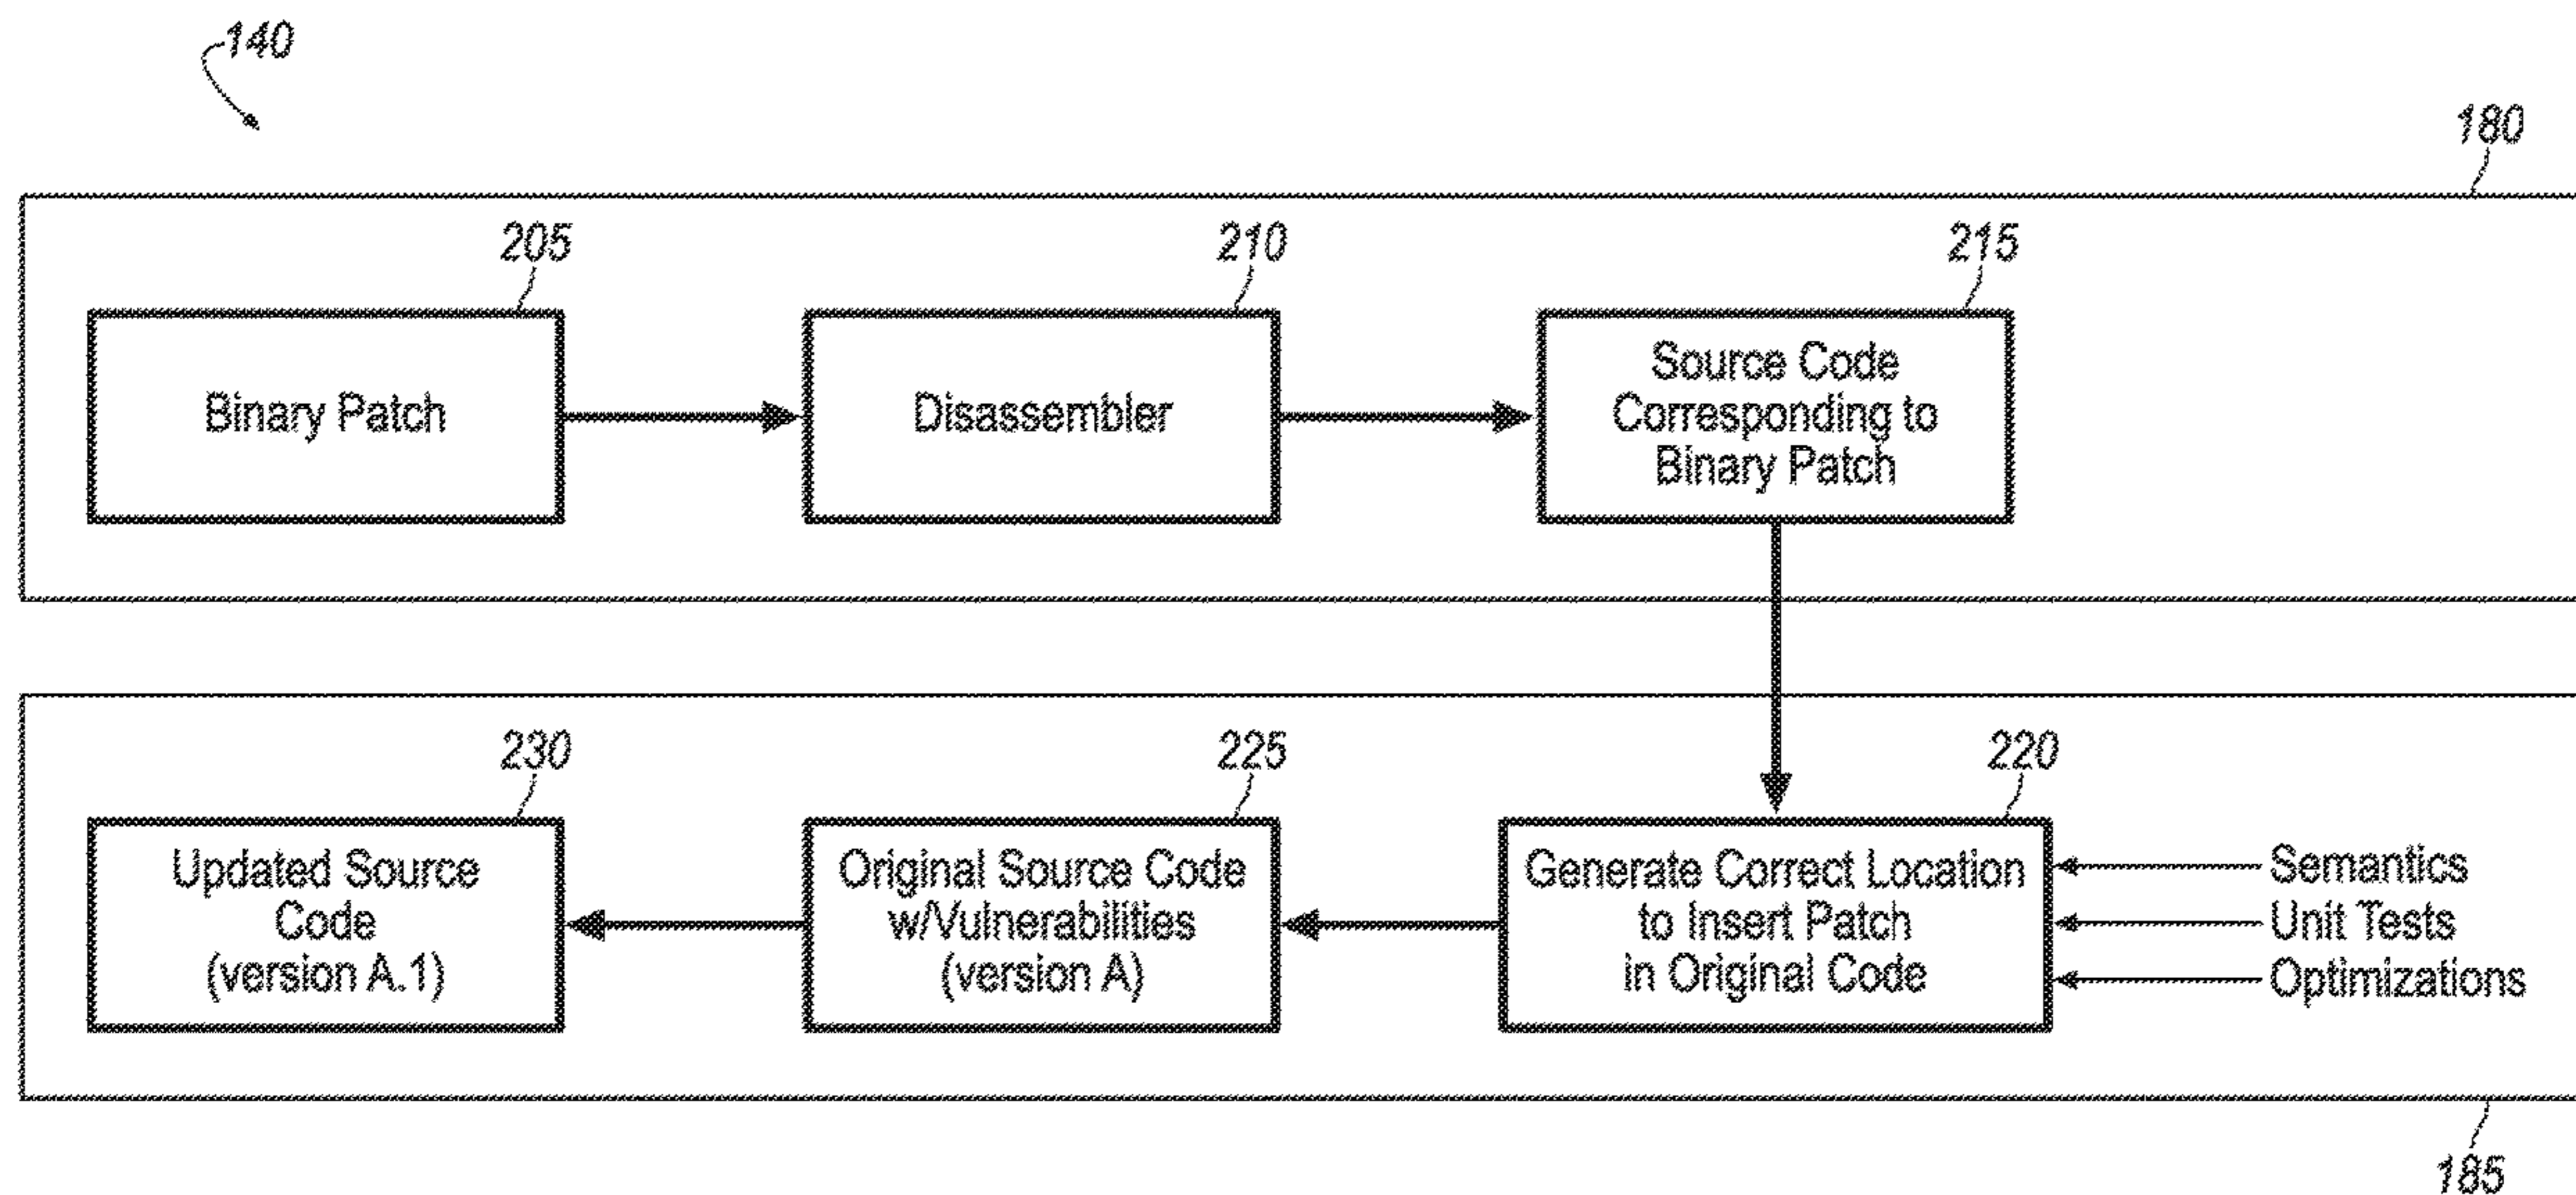 140
180
205
210
215
Binary Patch
Disassembler
Source Code
Corresponding to
Binary Patch
230
225
220
Updated Source
Code
(version A.1)
Original Source Code
w/Vulnerabilities
(version A)
Generate Correct Location
to Insert Patch
in Original Code
Semantics
Unit Tests
Optimizations
185